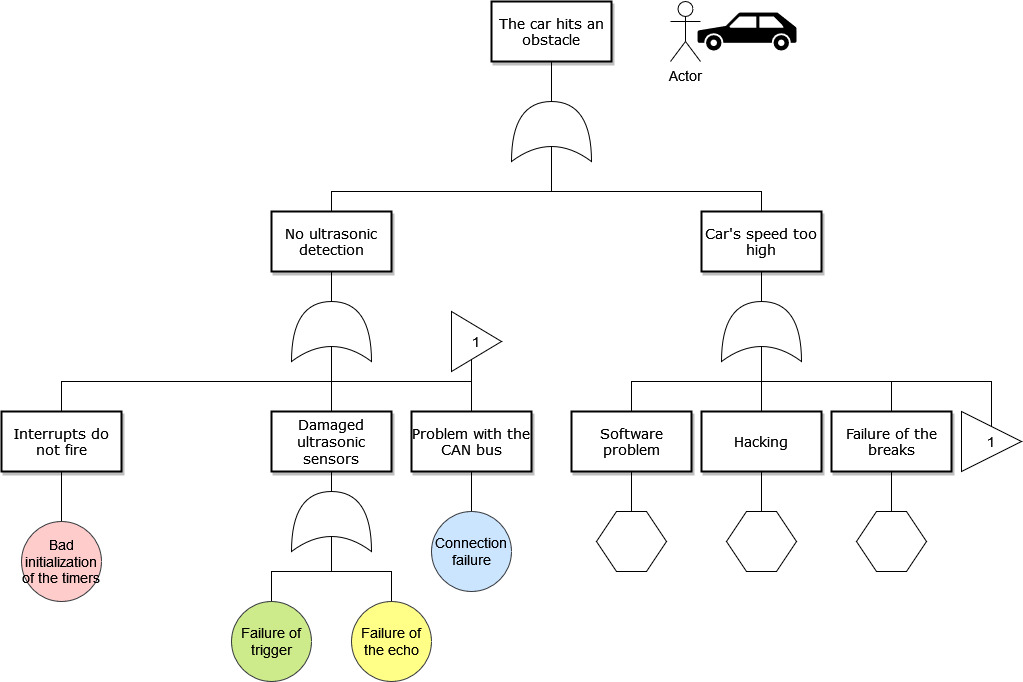 The car hits an
obstacle
Actor
No ultrasonic
detection
Car's speed too
high
1
Interrupts do
not fire
Damaged
ultrasonic
sensors
Problem with the
CAN bus
Software
problem
Hacking
Failure of the
breaks
1
Bad
initialization
of the timers
Connection
failure
Failure of
trigger
Failure of
the echo